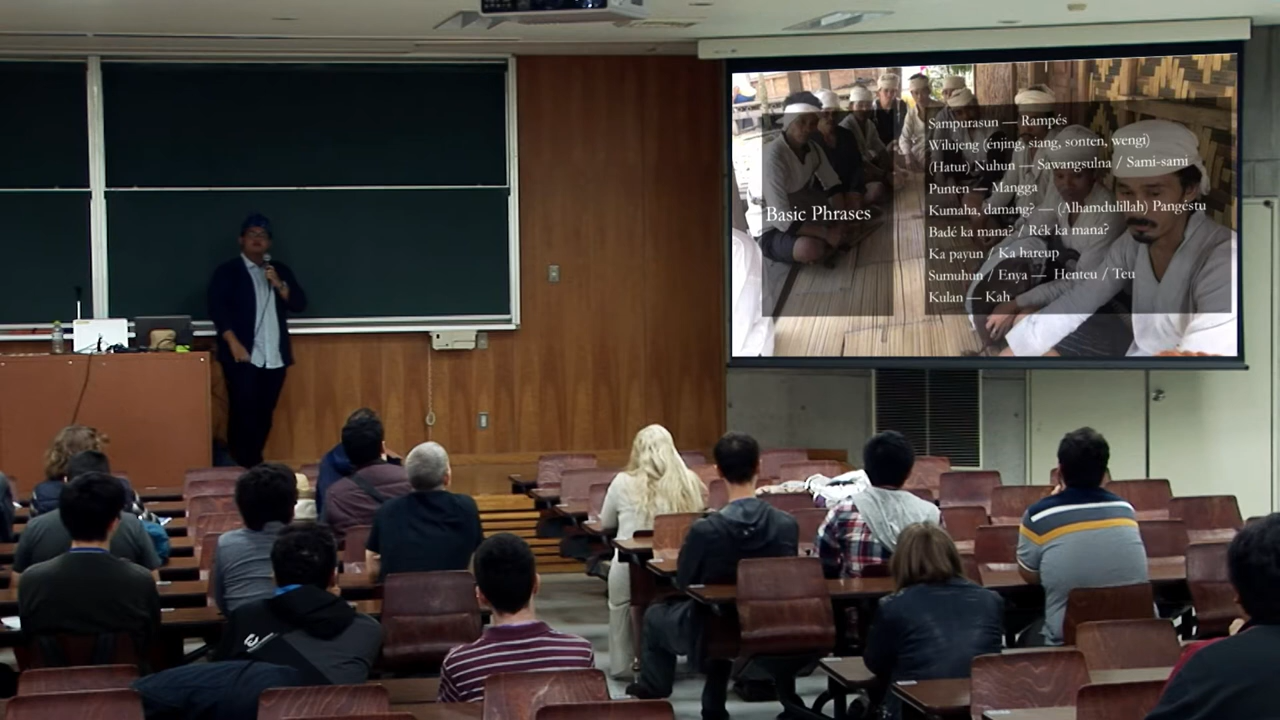 Basic Phrases
Sampurasun — Rampés
Wilujeng (énjing, siang, sonten, wengi)
(Hatur) Nuhun — Sawangsulna / Sami-sami
Punten — Mangga
Kumaha, damang? — (Alhamdulillah) Pangéstu
Badé ka mana? / Rék ka mana?
Ka payun / Ka hareup
Sumuhun / Enya — Henteu / Teu
Kulan — Kah